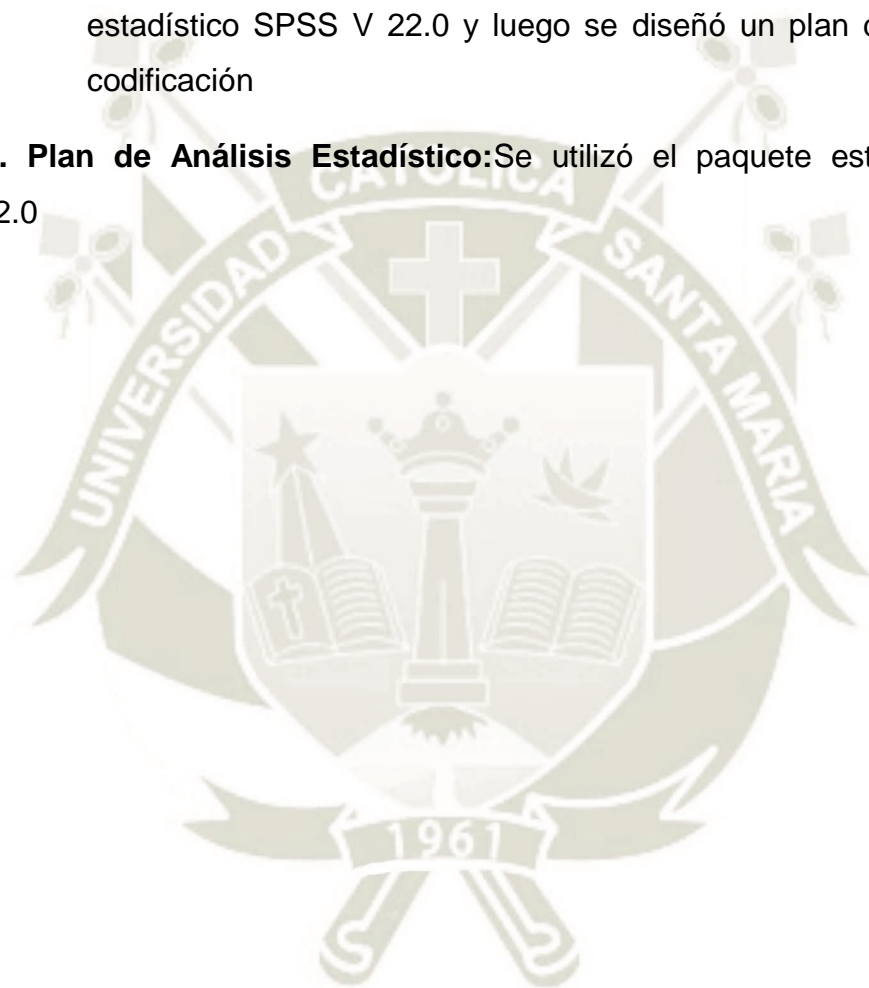 estadístico SPSS V 22.0 y luego se diseñó un plan
codificación
. Plan de Análisis Estadístico:Se utilizó el paquete
2.0
UNIVERSIDAD CATOLICA SANTA MARIA
1961